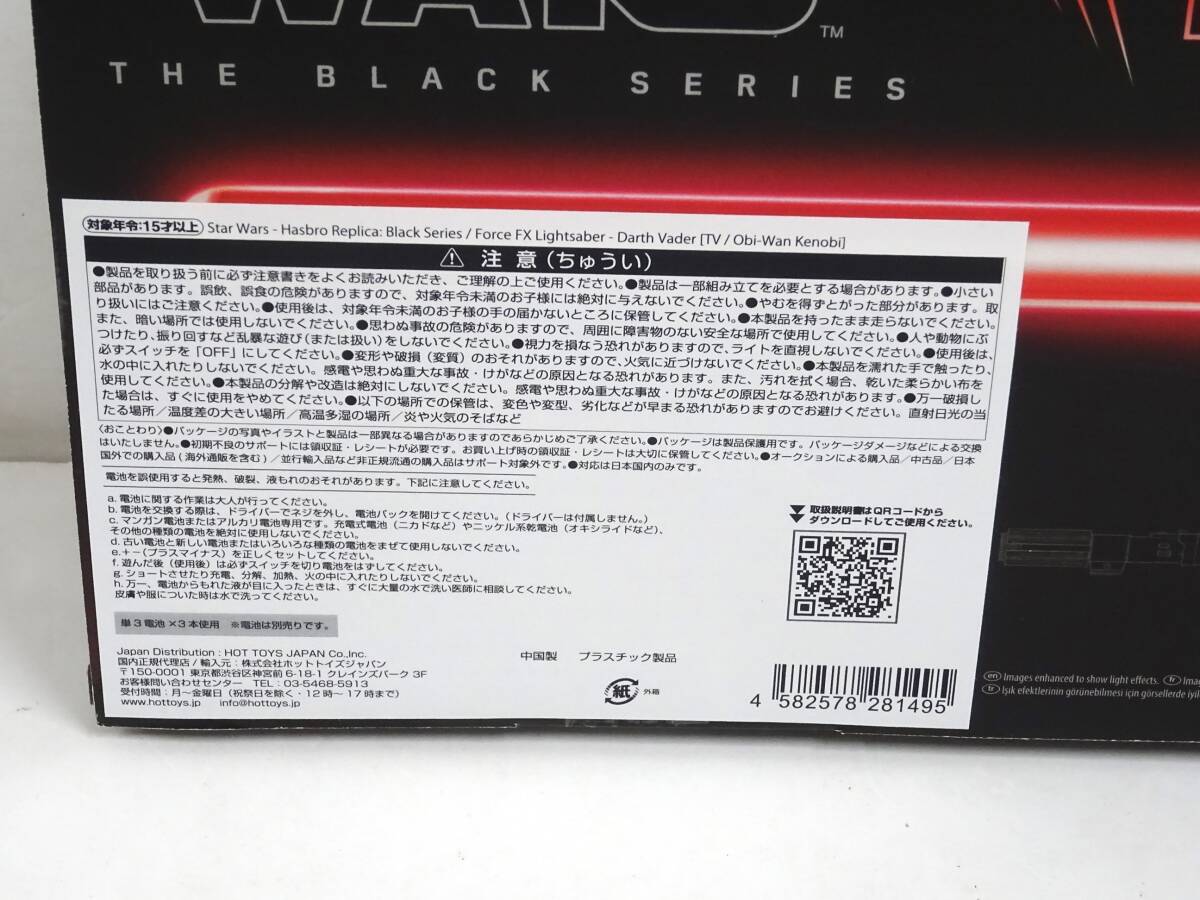 WARS
TM
THE BLACK SERIES
対象年令:15才以上 Star Wars - Hasbro Replica: Black Series / Force FX Lightsaber - Darth Vader [TV / Obi-Wan Kenobi]
⚠ 注 意 (ちゅうい)
●製品を取り扱う前に必ず注意書きをよくお読みいただき、ご理解の上ご使用ください。●製品は一部組み立てを必要とする場合があります。●小さい
部品があります。誤飲、誤食の危険がありますので、対象年令未満のお子様には絶対に与えないでください。●やむを得ずとがった部分があります。取
り扱いにはご注意ください。●使用後は、対象年令未満のお子様の手の届かないところに保管してください。●本製品を持ったまま走らないでください。
また、暗い場所では使用しないでください。●思わぬ事故の危険がありますので、周囲に障害物のない安全な場所で使用してください。●人や動物にぶ
つけたり、振り回すなど乱暴な遊び(または扱い)をしないでください。●視力を損なう恐れがありますので、ライトを直視しないでください。●使用後は、
必ずスイッチを「OFF」にしてください。●変形や破損(変質)のおそれがありますので、火気に近づけないでください。●本製品を濡れた手で触ったり、
水の中に入れたりしないでください。感電や思わぬ重大な事故・けがなどの原因となる恐れがあります。また、汚れを拭く場合、乾いた柔らかい布を
使用してください。●本製品の分解や改造は絶対にしないでください。感電や思わぬ重大な事故・けがなどの原因となる恐れがあります。●万一破損し
た場合は、すぐに使用をやめてください。●以下の場所での保管は、変色や変型、劣化などが早まる恐れがありますのでお避けください。直射日光の当
たる場所/温度差の大きい場所/高温多湿の場所/炎や火気のそばなど
〈おことわり〉●パッケージの写真やイラストと製品は一部異なる場合がありますのであらかじめご了承ください。●パッケージは製品保護用です。パッケージダメージなどによる交換
はいたしません。●初期不良のサポートには領収証・レシートが必要です。お買い上げ時の領収証・レシートは大切に保管してください。●オークションによる購入品/中古品/日本
国外での購入品(海外通販を含む)/並行輸入品など非正規流通の購入品はサポート対象外です。●対応は日本国内のみです。
電池を誤使用すると発熱、破裂、液もれのおそれがあります。下記に注意してください。
a. 電池に関する作業は大人が行ってください。
b. 電池を交換する際は、ドライバーでネジを外し、電池パックを開けてください。(ドライバーは付属しません。)
c. マンガン電池またはアルカリ電池専用です。充電式電池(ニカドなど)やニッケル系乾電池(オキシライドなど)、
その他の種類の電池を絶対に使用しないでください。
d. 古い電池と新しい電池またはいろいろな種類の電池をまぜて使用しないでください。
e. +-(プラスマイナス)を正しくセットしてください。
f. 遊んだ後(使用後)は必ずスイッチを切り電池をはずしてください。
g. ショートさせたり充電、分解、加熱、火の中に入れたりしないでください。
h. 万一、電池からもれた液が目に入ったときは、すぐに大量の水で洗い医師に相談してください。
皮膚や服についた時は水で洗ってください。
取扱説明書はQRコードから
ダウンロードしてご使用ください。
単3電池×3本使用 ※電池は別売りです。
Japan Distribution : HOT TOYS JAPAN Co.,Inc.
国内正規代理店/輸入元:株式会社ホットトイズジャパン
〒150-0001 東京都渋谷区神宮前 6-18-1 クレインズパーク 3F
お客様問い合わせセンター TEL:03-5468-5913
受付時間:月〜金曜日(祝祭日を除く・12時〜17時まで)
www.hottoys.jp info@hottoys.jp
中国製 プラスチック製品
紙 外箱
4 582578 281495
en Images enhanced to show light effects.
tr Işık efektlerinin görünebilmesi için görsellerde